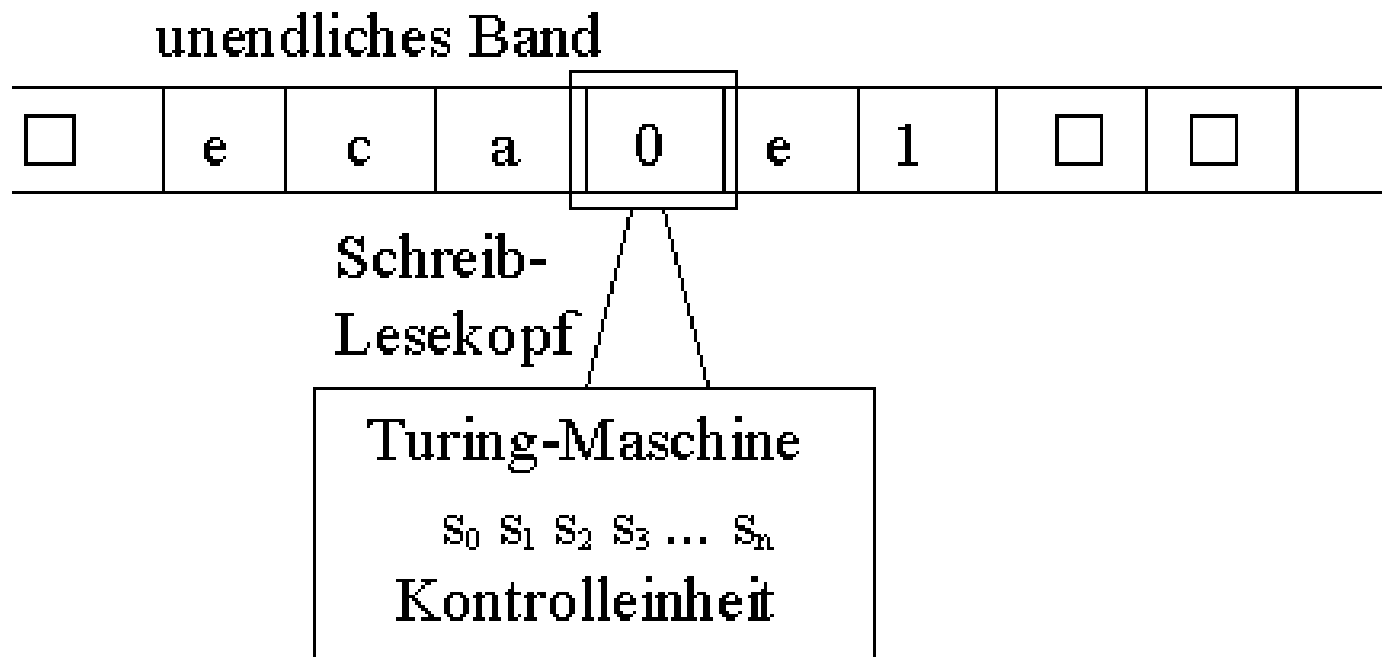 unendliches Band
□ e c a 0 e 1 □ □
Schreib-
Lesekopf
Turing-Maschine
s₀ s₁ s₂ s₃ ... sₙ
Kontrolleinheit